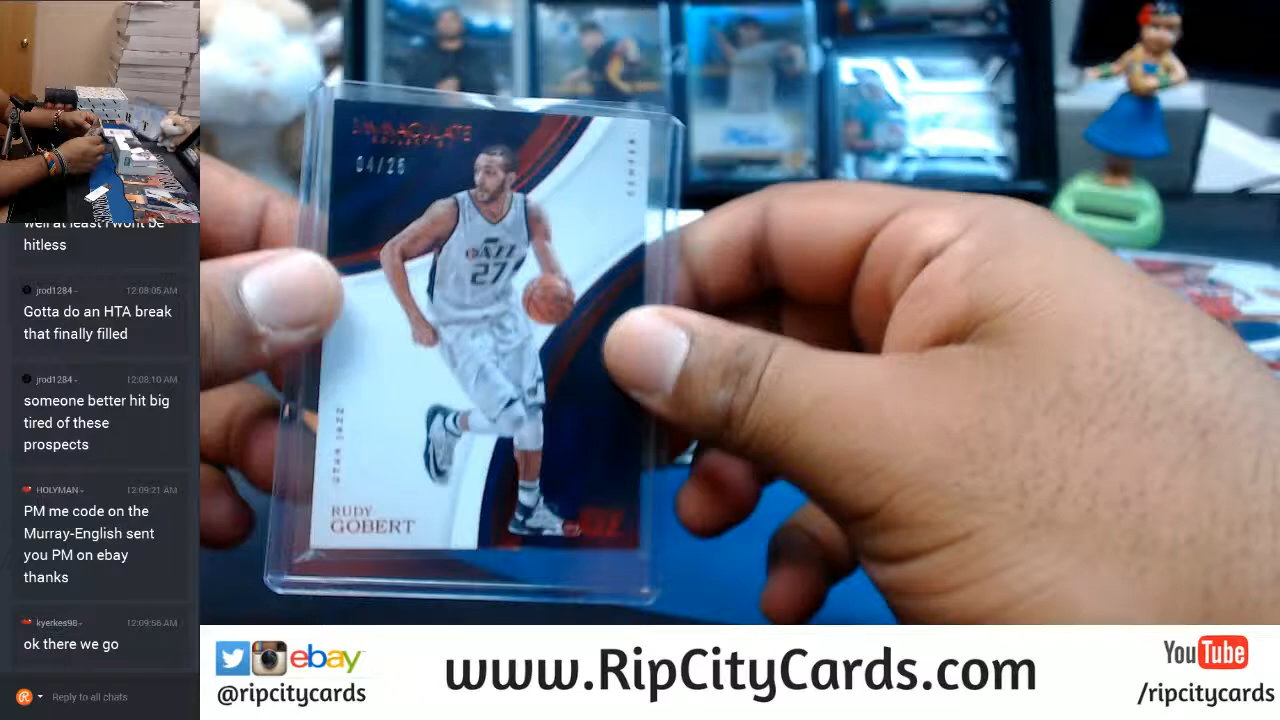 well at least I wont be
hitless
jrod1284
12:08:05 AM
Gotta do an HTA break
that finally filled
jrod1284
12:08:10 AM
someone better hit big
tired of these
prospects
HOLYMAN
12:09:21 AM
PM me code on the
Murray-English sent
you PM on ebay
thanks
kyerkes98
12:09:56 AM
ok there we go
Reply to all chats
IMMACULATE
COLLECTION
04/25
CENTER
JAZZ
27
UTAH JAZZ
RUDY
GOBERT
ebay
@ripcitycards
www.RipCityCards.com
YouTube
/ripcitycards